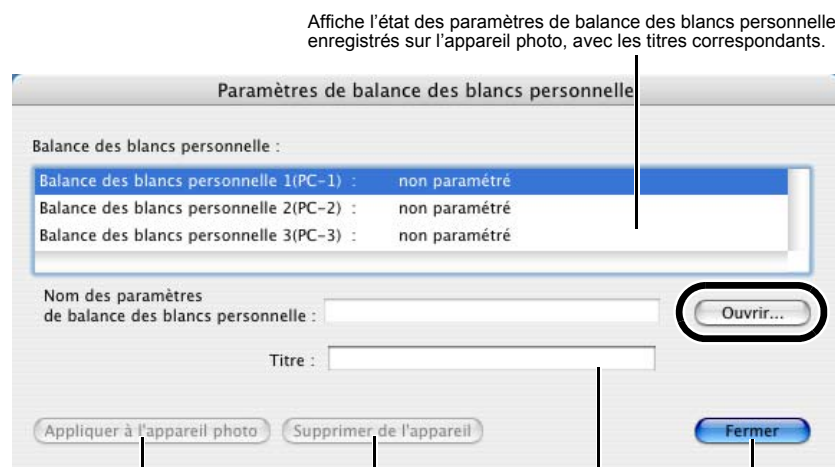 Affiche l'état des paramètres de balance des blancs personnelle
enregistrés sur l'appareil photo, avec les titres correspondants.
Paramètres de balance des blancs personnelle
Balance des blancs personnelle :
Balance des blancs personnelle 1(PC-1) : non paramétré
Balance des blancs personnelle 2(PC-2) : non paramétré
Balance des blancs personnelle 3(PC-3) : non paramétré
Nom des paramètres
de balance des blancs personnelle :
Ouvrir...
Titre :
Appliquer à l'appareil photo Supprimer de l'appareil Fermer